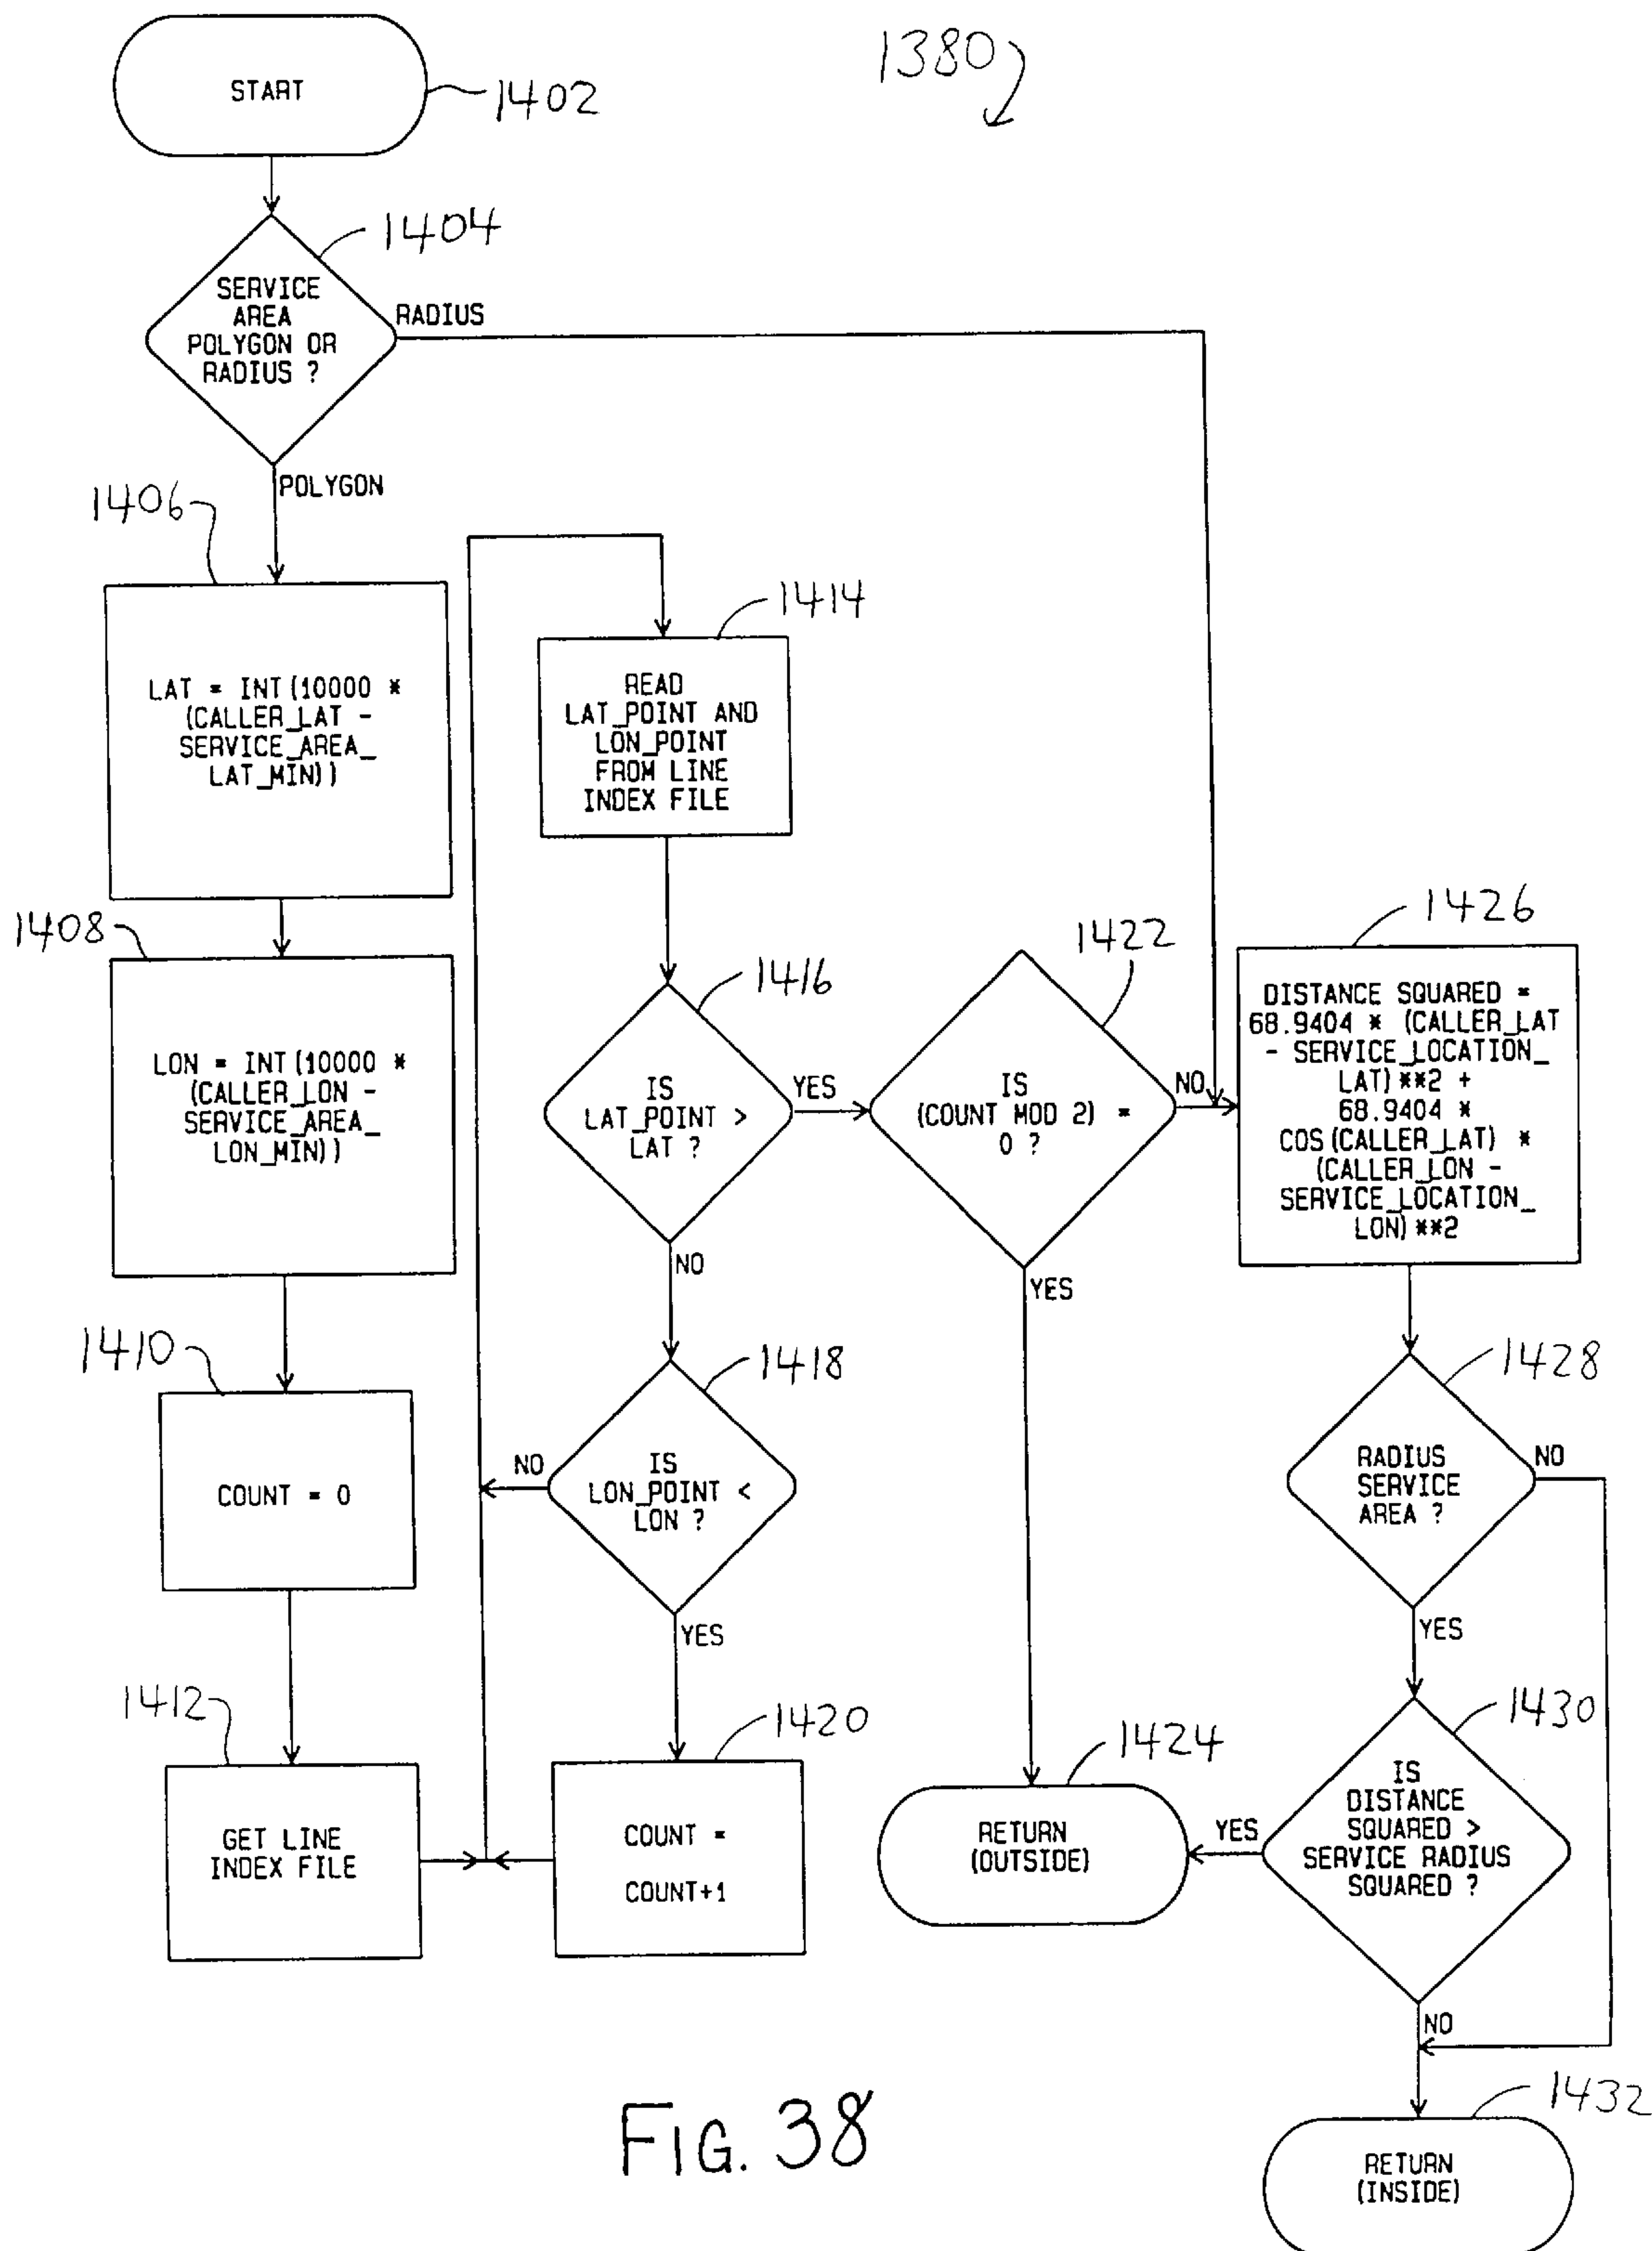 1380
START
1402
1404
SERVICE
AREA
POLYGON OR
RADIUS ?
RADIUS
POLYGON
1406
LAT = INT(10000 *
(CALLER_LAT -
SERVICE_AREA_
LAT_MIN))
1408
LON = INT(10000 *
(CALLER_LON -
SERVICE_AREA_
LON_MIN))
1410
COUNT = 0
1412
GET LINE
INDEX FILE
1414
READ
LAT_POINT AND
LON_POINT
FROM LINE
INDEX FILE
1416
IS
LAT_POINT >
LAT ?
YES
NO
1418
IS
LON_POINT <
LON ?
NO
YES
1420
COUNT =
COUNT+1
1422
IS
(COUNT MOD 2) =
0 ?
NO
YES
1424
RETURN
(OUTSIDE)
1426
DISTANCE SQUARED =
68.9404 * (CALLER_LAT
- SERVICE_LOCATION_
LAT)**2 +
68.9404 *
COS(CALLER_LAT) *
(CALLER_LON -
SERVICE_LOCATION_
LON)**2
1428
RADIUS
SERVICE
AREA ?
NO
YES
1430
IS
DISTANCE
SQUARED >
SERVICE RADIUS
SQUARED ?
YES
NO
1432
RETURN
(INSIDE)
FIG. 38